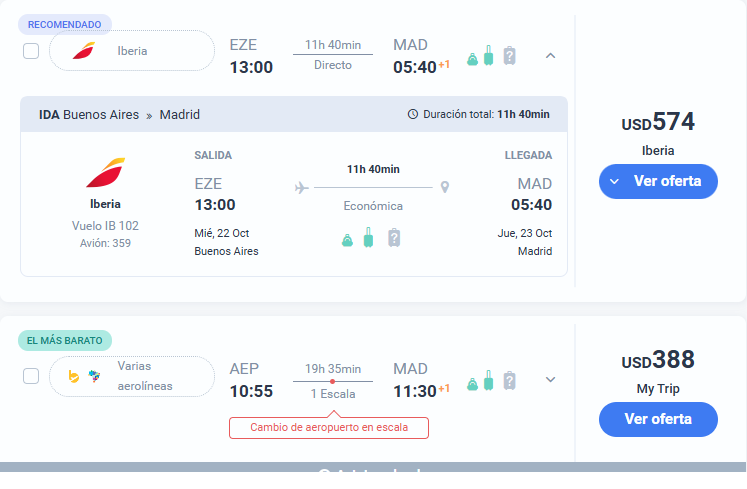 RECOMENDADO
Iberia
EZE 11h 40min MAD
13:00 Directo 05:40 +1
IDA Buenos Aires » Madrid Duración total: 11h 40min
SALIDA LLEGADA
11h 40min
EZE MAD
13:00 Económica 05:40
Iberia
Vuelo IB 102
Avión: 359
Mié, 22 Oct Jue, 23 Oct
Buenos Aires Madrid
USD574
Iberia
Ver oferta
EL MÁS BARATO
Varias
aerolíneas
AEP 19h 35min MAD
10:55 1 Escala 11:30 +1
Cambio de aeropuerto en escala
USD388
My Trip
Ver oferta